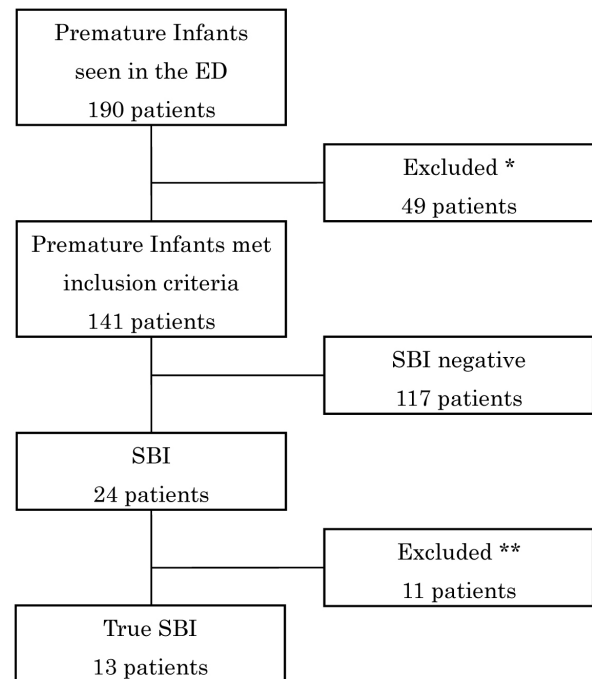 Premature Infants
seen in the ED
190 patients
Excluded *
49 patients
Premature Infants met
inclusion criteria
141 patients
SBI negative
117 patients
SBI
24 patients
Excluded **
11 patients
True SBI
13 patients